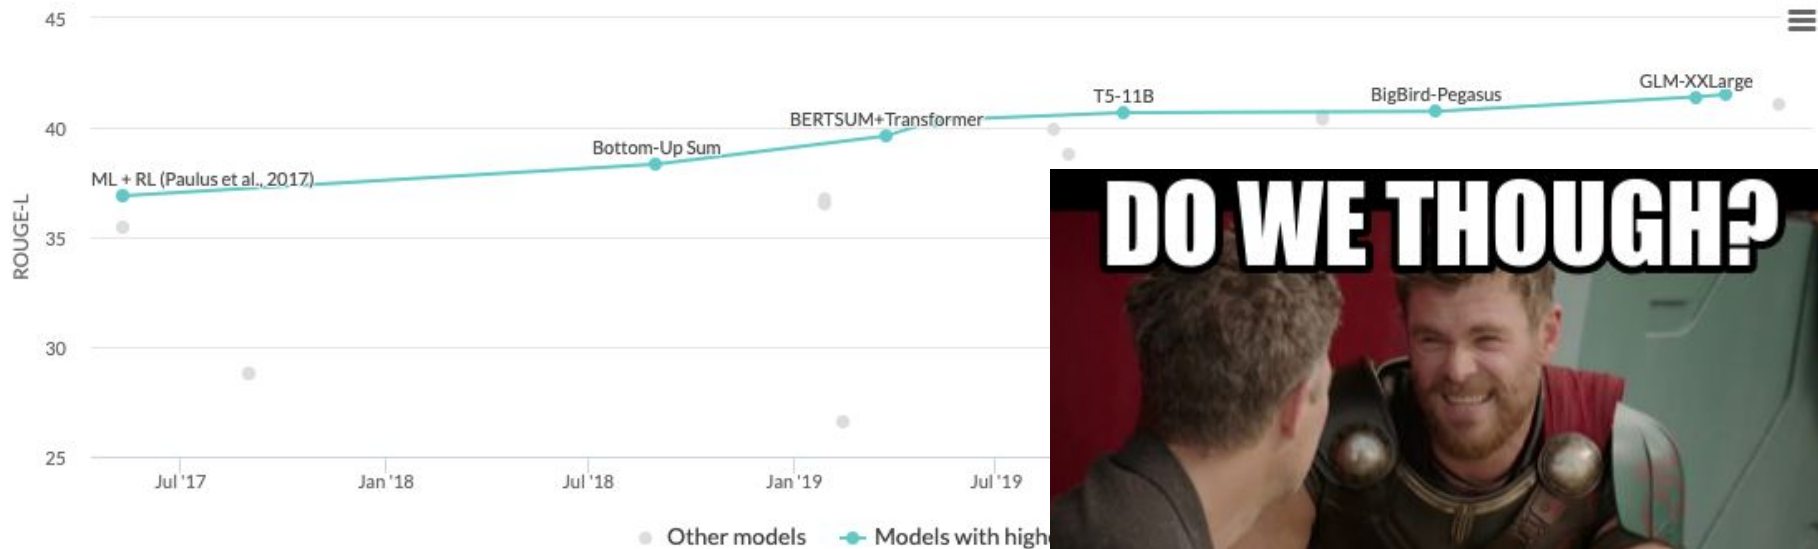 45
GLM-XXLarge
T5-11B
BigBird-Pegasus
BERTSUM+Transformer
40
Bottom-Up Sum
ML + RL (Paulus et al., 2017)
DO WE THOUGH?
35
ROUGE-L
30
25
Jul '17
Jan '18
Jul '18
Jan '19
Jul '19
Other models
Models with high